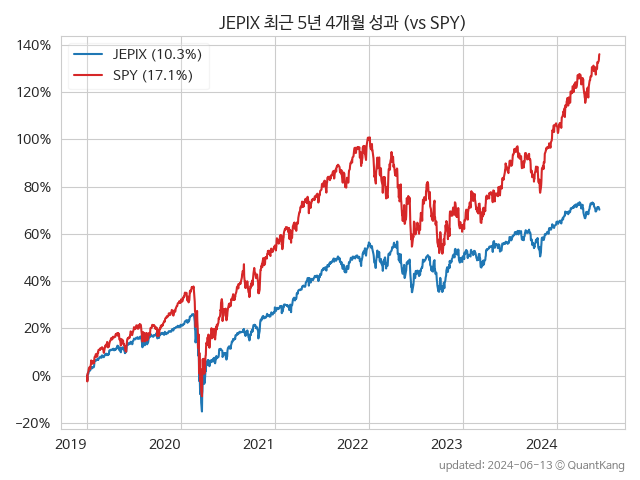 JEPIX 최근 5년 4개월 성과 (vs SPY)
140%
120%
100%
80%
60%
40%
20%
0%
−20%
JEPIX (10.3%)
SPY (17.1%)
2019 2020 2021 2022 2023 2024
updated: 2024-06-13 ⓒ QuantKang